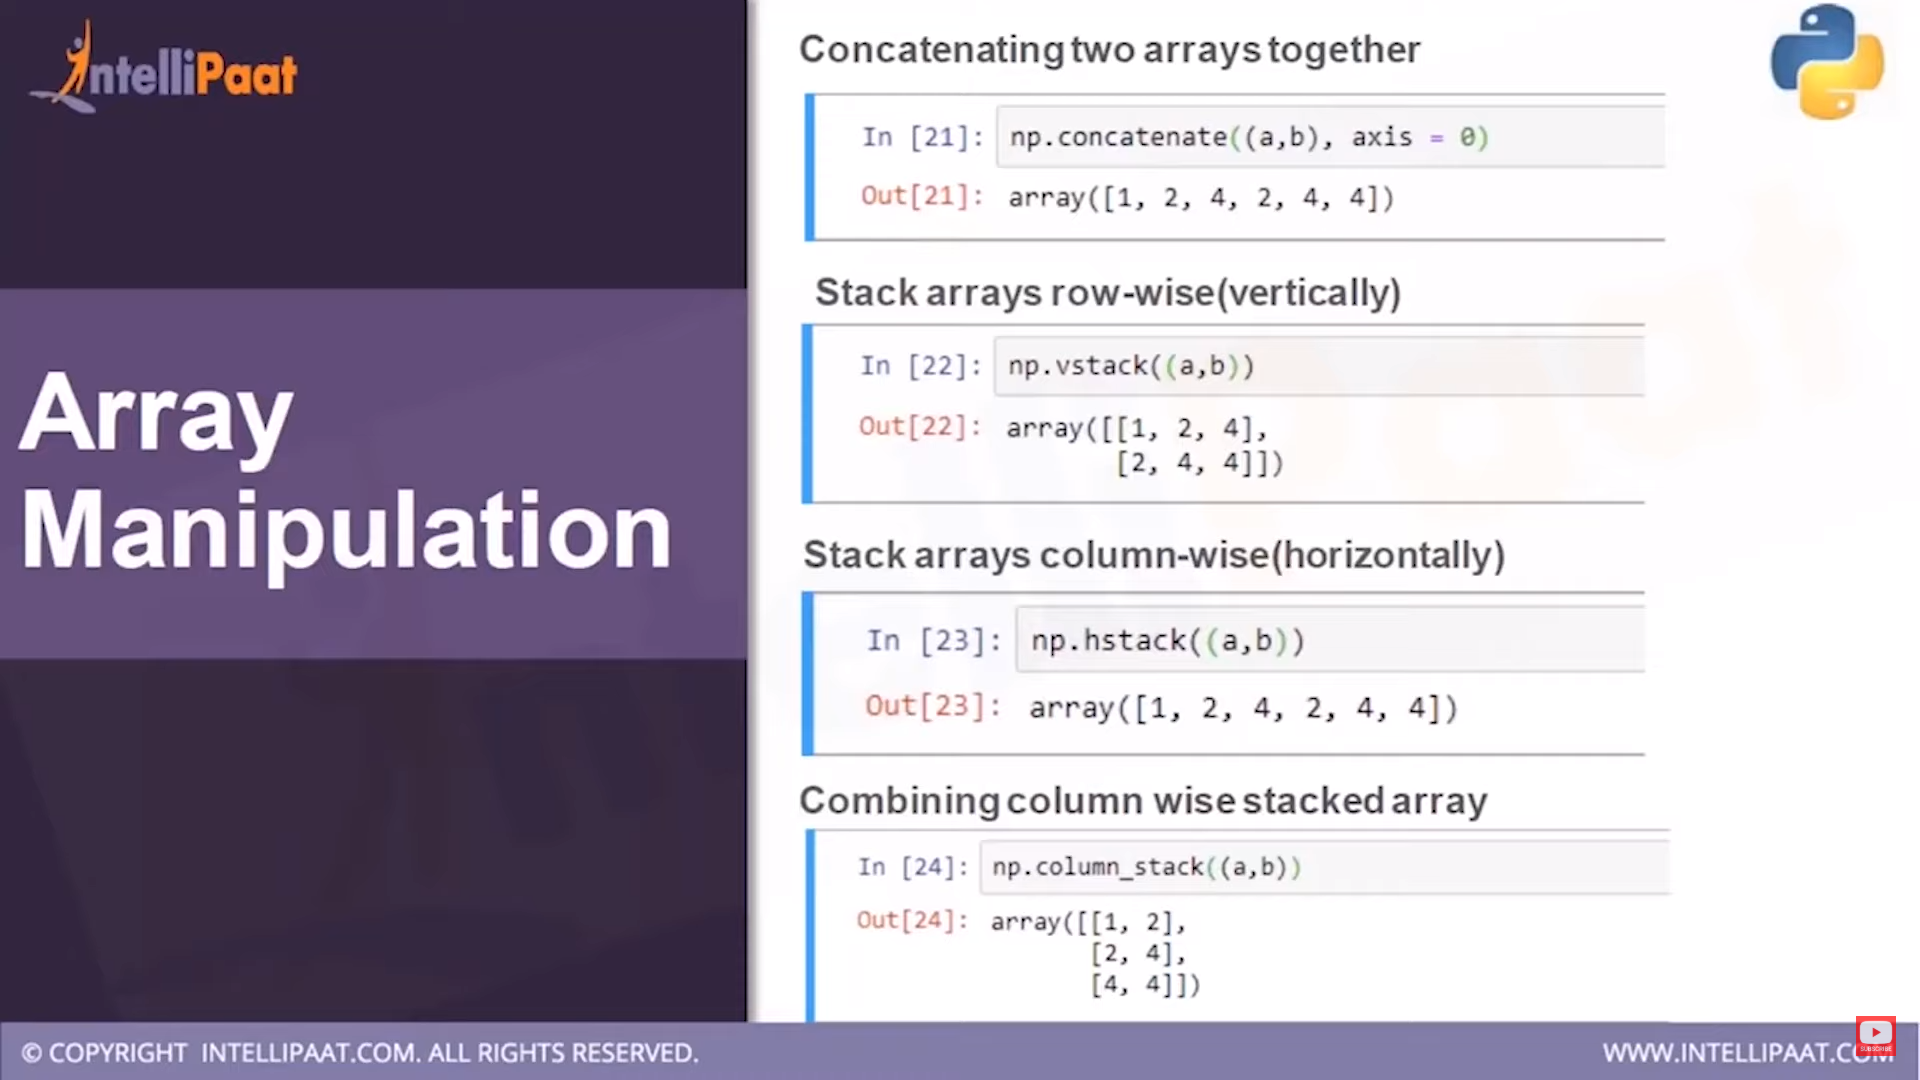 IntelliPaat
Array
Manipulation
Concatenating two arrays together
In [21]: np.concatenate((a,b), axis = 0)
Out[21]: array([1, 2, 4, 2, 4, 4])
Stack arrays row-wise(vertically)
In [22]: np.vstack((a,b))
Out[22]: array([[1, 2, 4],
[2, 4, 4]])
Stack arrays column-wise(horizontally)
In [23]: np.hstack((a,b))
Out[23]: array([1, 2, 4, 2, 4, 4])
Combining column wise stacked array
In [24]: np.column_stack((a,b))
Out[24]: array([[1, 2],
[2, 4],
[4, 4]])
© COPYRIGHT INTELLIPAAT.COM. ALL RIGHTS RESERVED.
WWW.INTELLIPAAT.COM
SUBSCRIBE